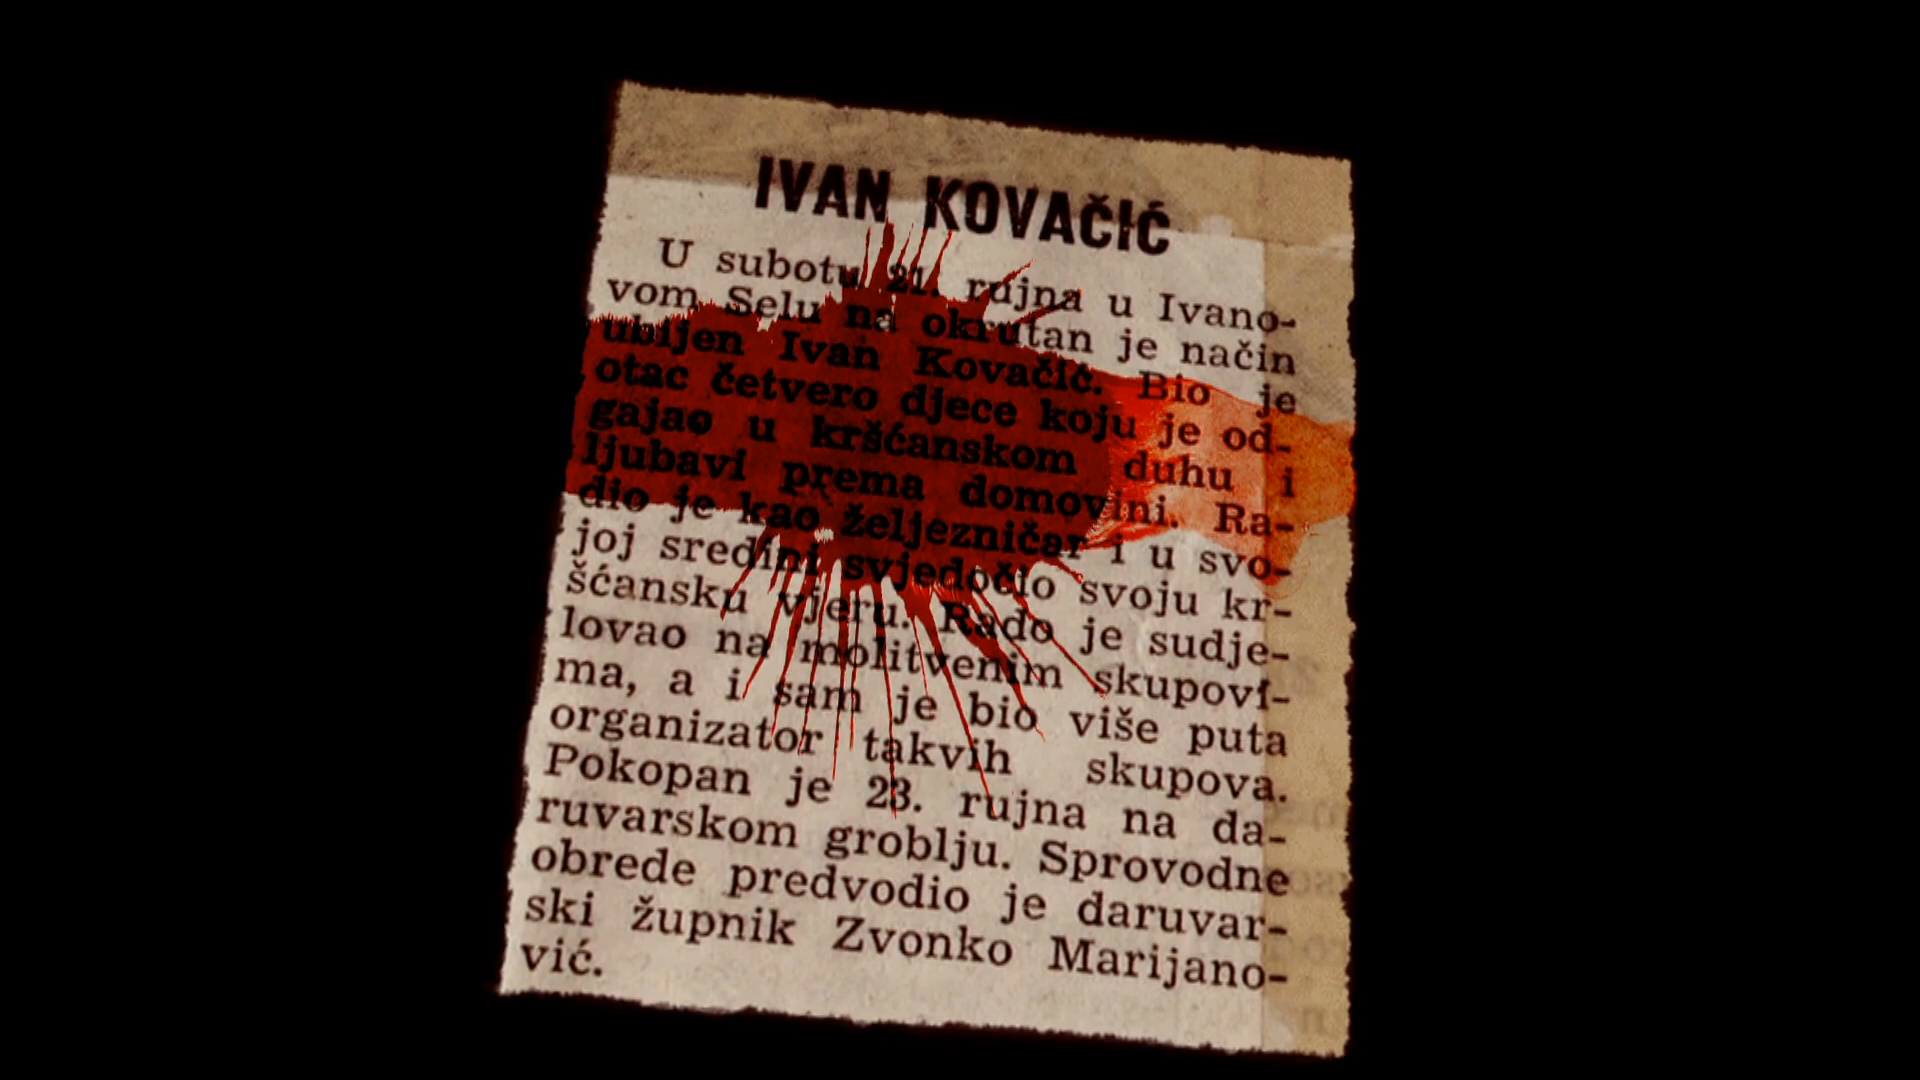 IVAN KOVAČIĆ
U subotu 21. rujna u Ivano-
vom Selu na okrutan je način
ubijen Ivan Kovačić. Bio je
otac četvero djece koju je od-
gajao u kršćanskom duhu i
ljubavi prema domovini. Ra-
dio je kao željezničar i u svo-
joj sredini svjedočio svoju kr-
šćansku vjeru. Rado je sudje-
lovao na molitvenim skupovi-
ma, a i sam je bio više puta
organizator takvih skupova.
Pokopan je 23. rujna na da-
ruvarskom groblju. Sprovodne
obrede predvodio je daruvar-
ski župnik Zvonko Marijano-
vić.